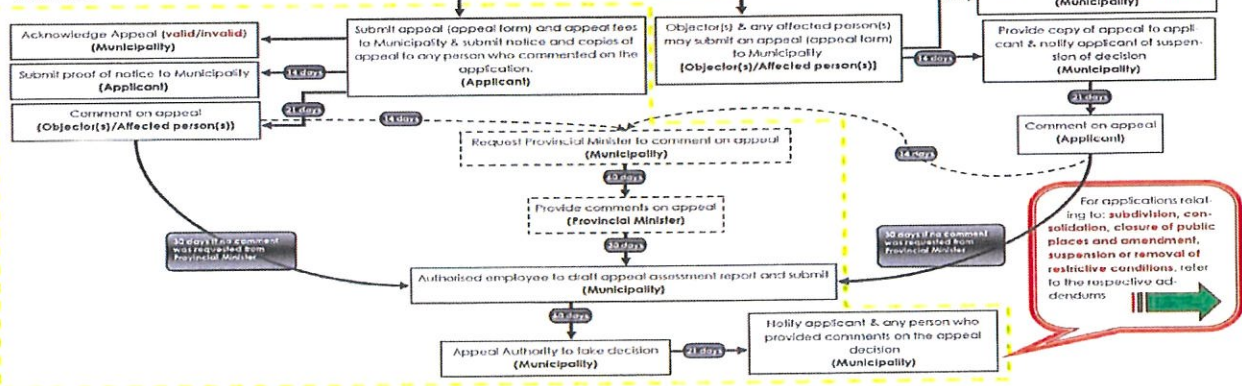 (Municipality)
Acknowledge Appeal (valid/invalid)
(Municipality)
Submit proof of notice to Municipality
(Applicant)
Comment on appeal
(Objector(s)/Affected person(s))
Submit appeal (appeal form) and appeal fees
to Municipality & submit notice and copies of
appeal to any person who commented on the
application.
(Applicant)
14 days
21 days
14 days
Objector(s) & any affected person(s)
may submit an appeal (appeal form)
to Municipality
(Objector(s)/Affected person(s))
14 days
Provide copy of appeal to appli-
cant & notify applicant of suspen-
sion of decision
(Municipality)
21 days
Comment on appeal
(Applicant)
14 days
Request Provincial Minister to comment on appeal
(Municipality)
60 days
Provide comments on appeal
(Provincial Minister)
30 days
30 days if no comment
was requested from
Provincial Minister
30 days if no comment
was requested from
Provincial Minister
Authorised employee to draft appeal assessment report and submit
(Municipality)
Appeal Authority to take decision
(Municipality)
21 days
Notify applicant & any person who
provided comments on the appeal
decision
(Municipality)
For applications relat-
ing to: subdivision, con-
solidation, closure of public
places and amendment,
suspension or removal of
restrictive conditions, refer
to the respective ad-
dendums